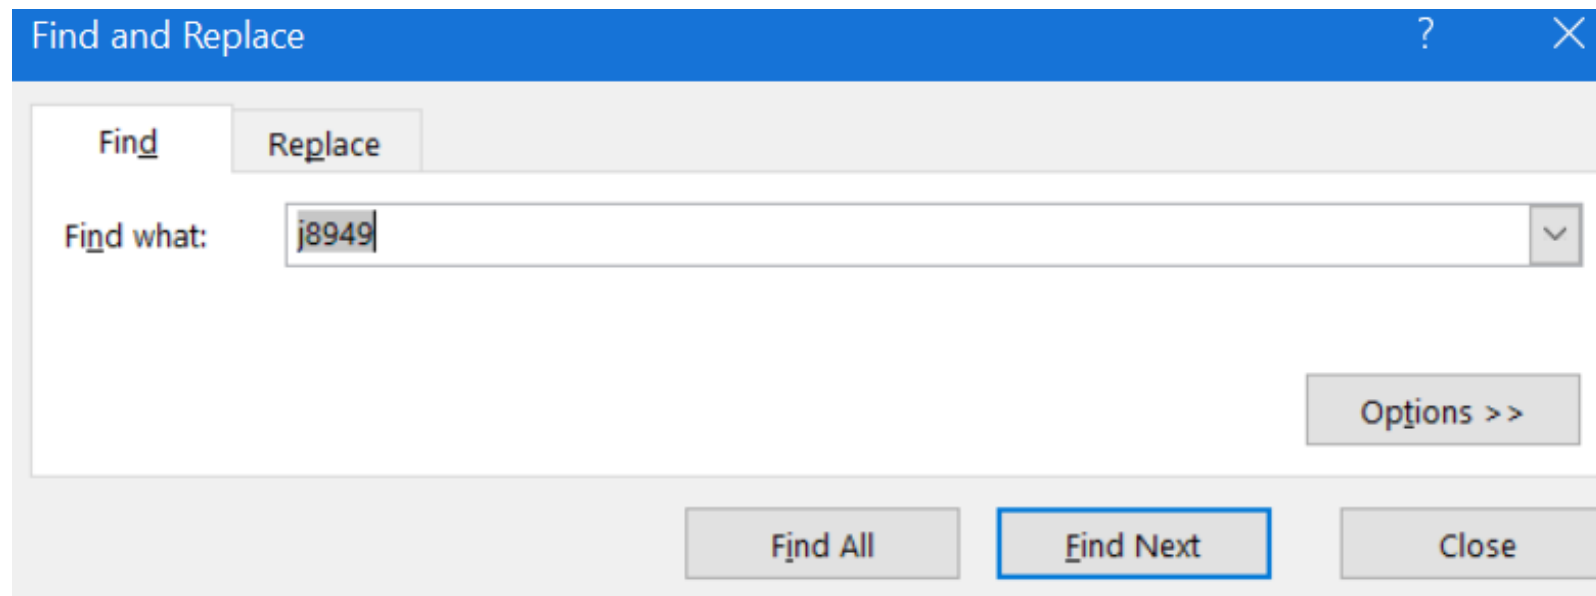 Find and Replace ?
Find Replace
Find what: j8949
Options >>
Find All Find Next Close